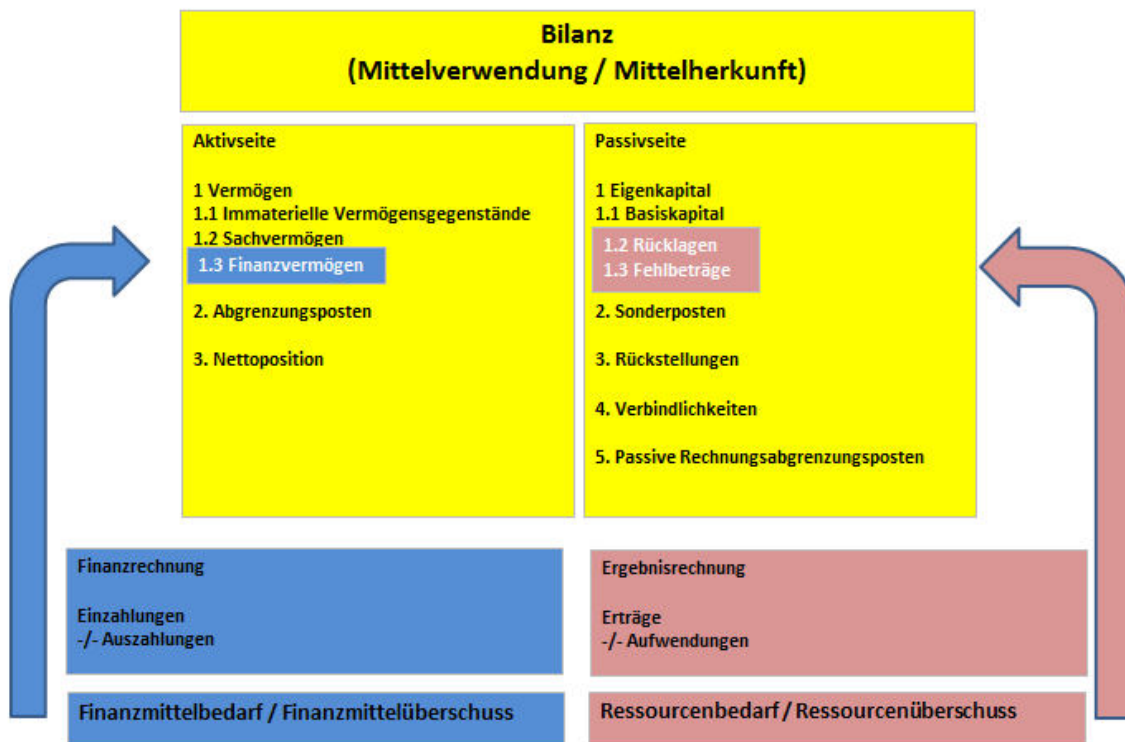 Bilanz
(Mittelverwendung / Mittelherkunft)
Aktivseite
1 Vermögen
1.1 Immaterielle Vermögensgegenstände
1.2 Sachvermögen
1.3 Finanzvermögen
2. Abgrenzungsposten
3. Nettoposition
Passivseite
1 Eigenkapital
1.1 Basiskapital
1.2 Rücklagen
1.3 Fehlbeträge
2. Sonderposten
3. Rückstellungen
4. Verbindlichkeiten
5. Passive Rechnungsabgrenzungsposten
Finanzrechnung
Einzahlungen
-/- Auszahlungen
Finanzmittelbedarf / Finanzmittelüberschuss
Ergebnisrechnung
Erträge
-/- Aufwendungen
Ressourcenbedarf / Ressourcenüberschuss